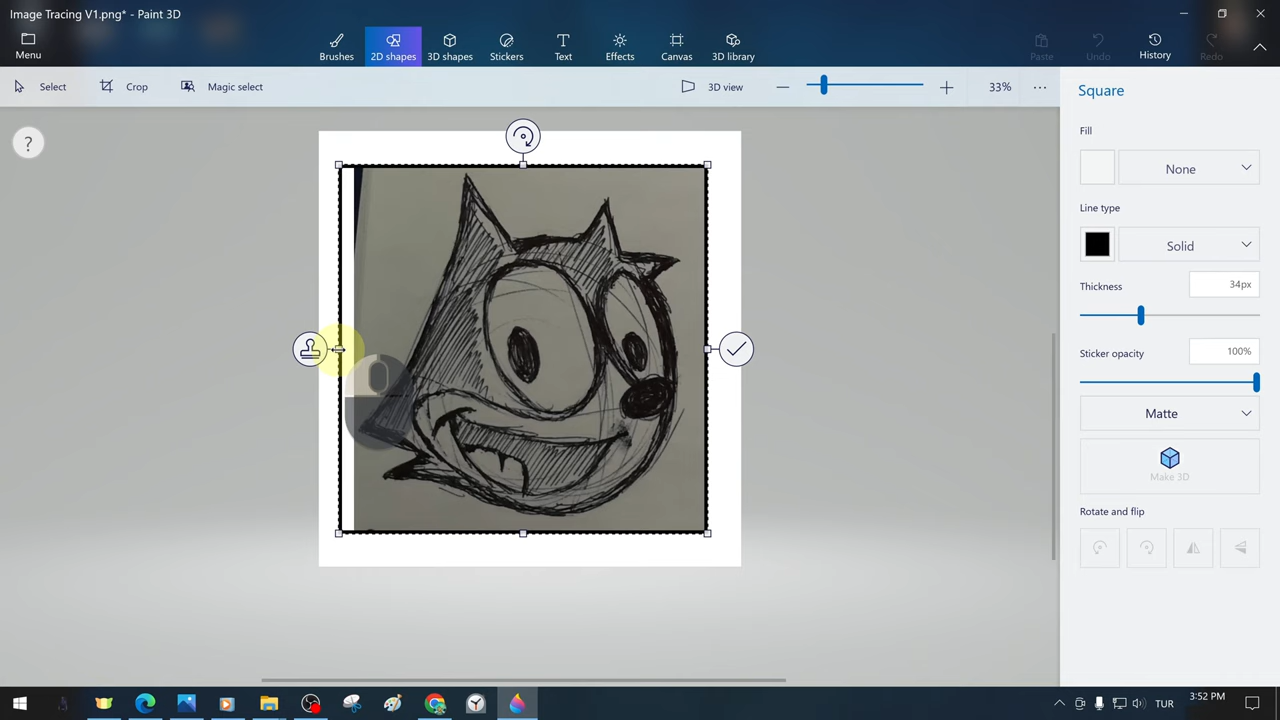 Image Tracing V1.png* - Paint 3D
Menu
Brushes
2D shapes
3D shapes
Stickers
Text
Effects
Canvas
3D library
Paste
Undo
History
Redo
Select
Crop
Magic select
3D view
33%
Square
?
Fill
None
Line type
Solid
Thickness
34px
Sticker opacity
100%
Matte
Make 3D
Rotate and flip
TUR
3:52 PM